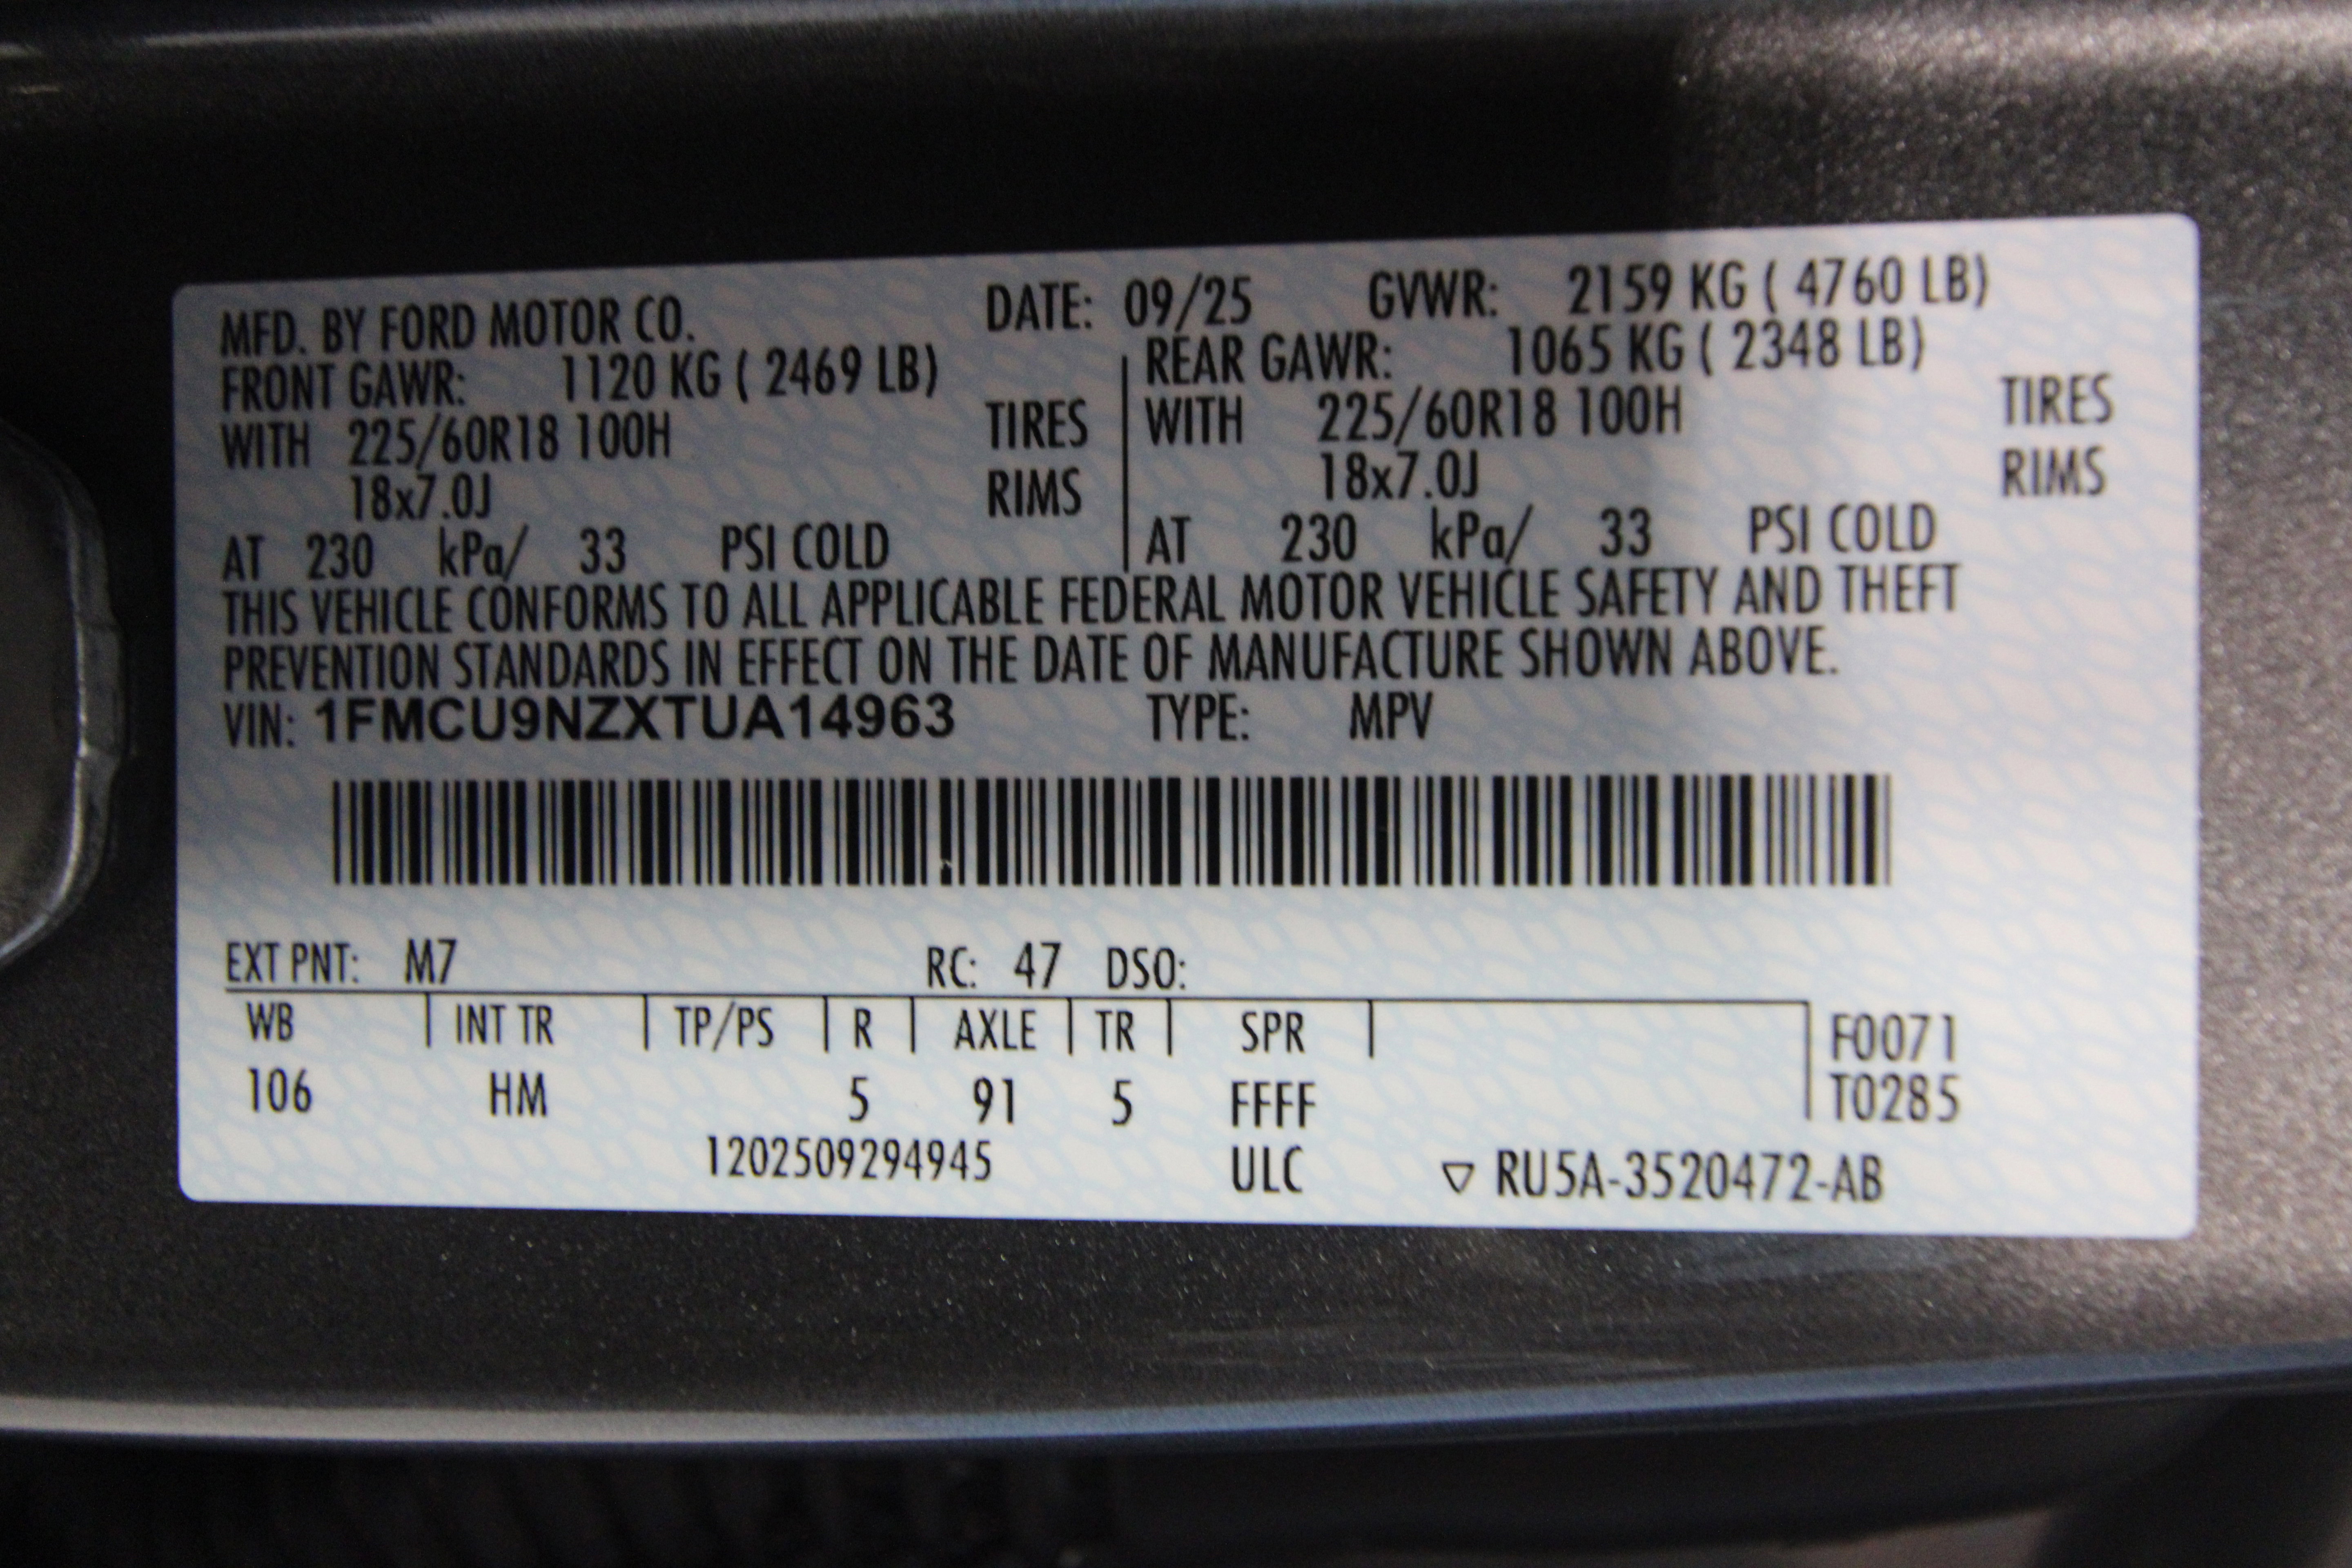 MFD. BY FORD MOTOR CO. DATE: 09/25 GVWR: 2159 KG ( 4760 LB)
FRONT GAWR: 1120 KG ( 2469 LB) REAR GAWR: 1065 KG ( 2348 LB)
WITH 225/60R18 100H TIRES WITH 225/60R18 100H TIRES
18x7.0J RIMS 18x7.0J RIMS
AT 230 kPa/ 33 PSI COLD AT 230 kPa/ 33 PSI COLD
THIS VEHICLE CONFORMS TO ALL APPLICABLE FEDERAL MOTOR VEHICLE SAFETY AND THEFT
PREVENTION STANDARDS IN EFFECT ON THE DATE OF MANUFACTURE SHOWN ABOVE.
VIN: 1FMCU9NZXTUA14963 TYPE: MPV
EXT PNT: M7 RC: 47 DSO:
WB INT TR TP/PS R AXLE TR SPR F0071
106 HM 5 91 5 FFFF T0285
1202509294945 ULC ▽ RU5A-3520472-AB